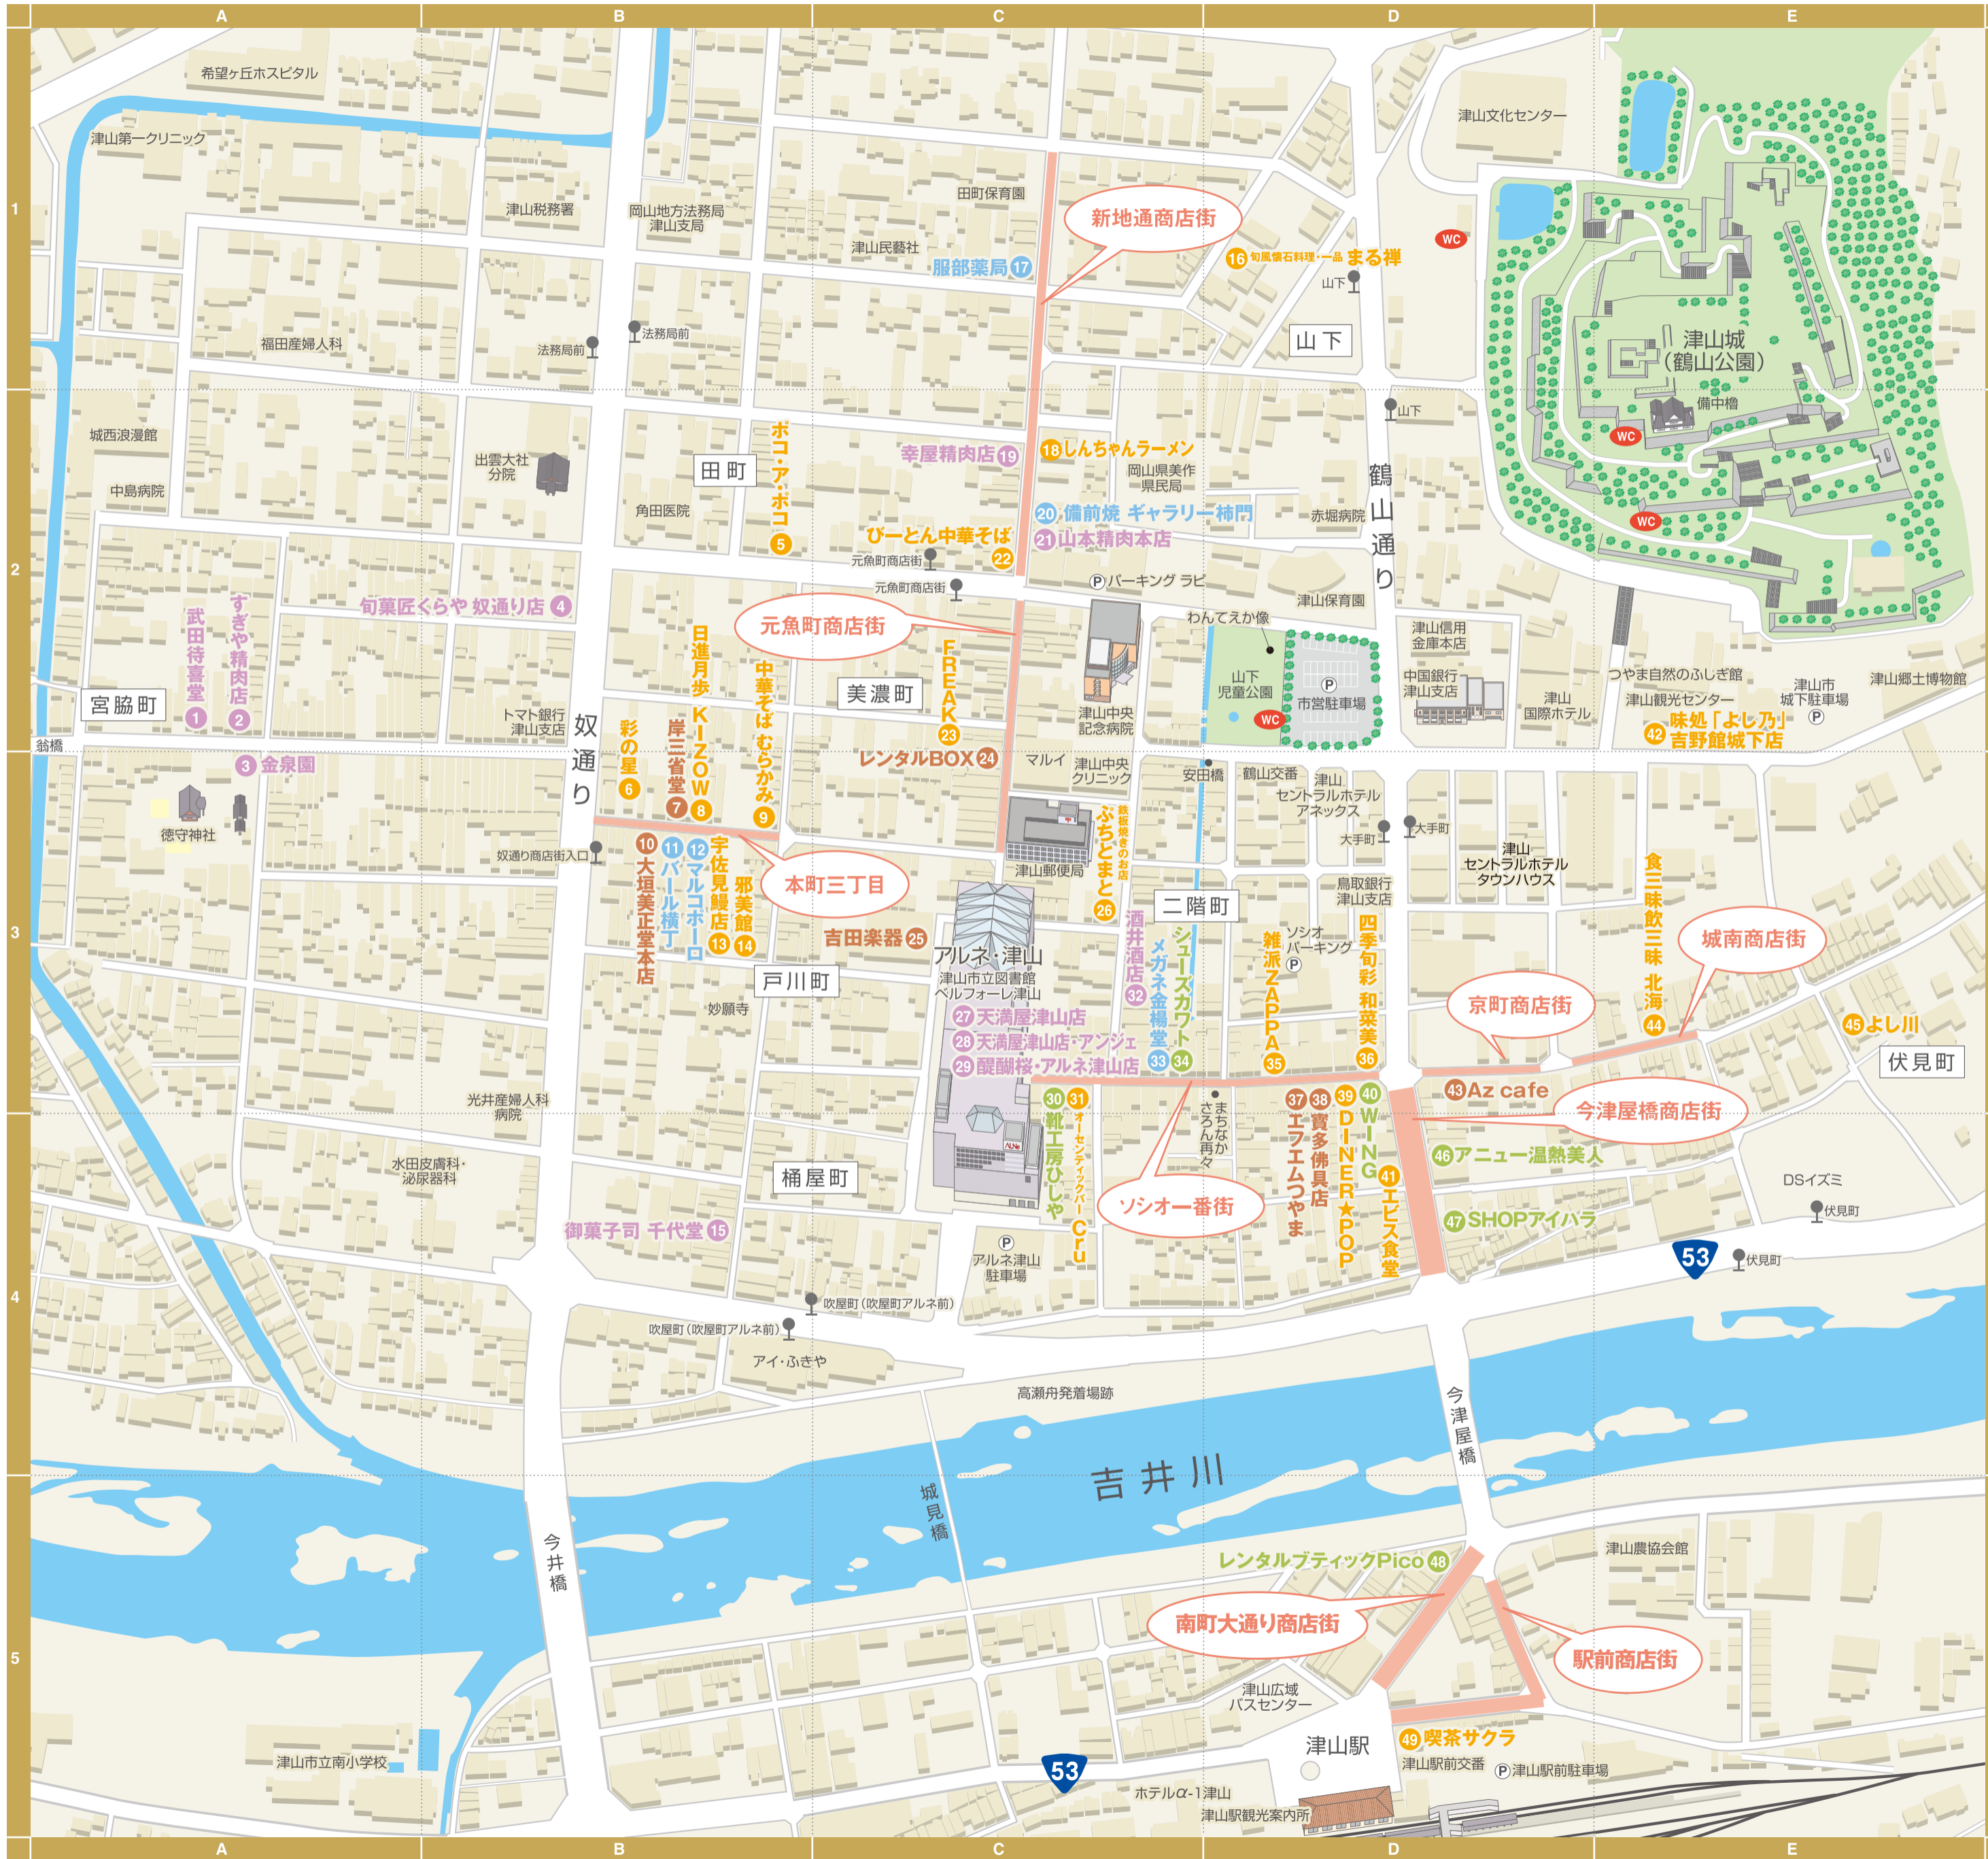 A
B
C
D
E
1
2
3
4
5
希望ヶ丘ホスピタル
津山第一クリニック
津山税務署
岡山地方法務局
津山支局
田町保育園
津山民藝社
服部薬局 17
新地通商店街
16 旬風懐石料理・一品 まる禅
山下
山下
津山文化センター
WC
津山城
(鶴山公園)
備中櫓
WC
WC
福田産婦人科
法務局前
法務局前
山下
城西浪漫館
中島病院
出雲大社
分院
角田医院
田町
ポコ・ア・ポコ 5
幸屋精肉店 19
18 しんちゃんラーメン
岡山県美作
県民局
20 備前焼 ギャラリー柿門
21 山本精肉本店
びーとん中華そば
22
元魚町商店街
元魚町商店街
P パーキング ラビ
赤堀病院
鶴山通り
津山保育園
わんてえか像
山下
児童公園
WC
P
市営駐車場
津山信用
金庫本店
中国銀行
津山支店
津山
国際ホテル
つやま自然のふしぎ館
津山観光センター
津山市
城下駐車場
P
津山郷土博物館
42 味処「よし乃」
吉野館城下店
武田待喜堂 1
すぎや精肉店 2
旬菓匠くらや 奴通り店 4
宮脇町
翁橋
3 金泉園
徳守神社
トマト銀行
津山支店
奴通り
元魚町商店街
美濃町
FREAK 23
レンタルBOX 24
日進月歩 KIZOW 8
中華そば むらかみ 9
彩の星 6
岸三省堂 7
奴通り商店街入口
10 大垣美正堂本店
11 バール横丁
12 マルコポーロ
宇佐見鰻店 13
邪美館 14
本町三丁目
津山中央
記念病院
マルイ
津山中央
クリニック
津山郵便局
鉄板焼きのお店
ぷちとまと 26
安田橋
鶴山交番
津山
セントラルホテル
アネックス
大手町
大手町
津山
セントラルホテル
タウンハウス
鳥取銀行
津山支店
二階町
吉田楽器 25
戸川町
妙願寺
アルネ・津山
津山市立図書館
ベルフォーレ津山
27 天満屋津山店
28 天満屋津山店・アンジェ
29 醍醐桜・アルネ津山店
酒井酒店 32
メガネ金楊堂 33
シューズカワト 34
雑派ZAPPA 35
ソシオ
パーキング
P
四季旬彩 和菜美 36
食三味飲三味 北海 44
城南商店街
京町商店街
45 よし川
伏見町
43 Az cafe
今津屋橋商店街
46 アニュー温熱美人
47 SHOPアイハラ
光井産婦人科
病院
水田皮膚科・
泌尿器科
桶屋町
御菓子司 千代堂 15
30 靴工房ひしや
31 オーセンティックバー Cru
ソシオ一番街
まちなか
さろん再々
37 エフエムつやま
38 寶多佛具店
39 DINER★POP
40 WING
41 エビス食堂
DSイズミ
伏見町
伏見町
53
P
アルネ津山
駐車場
吹屋町(吹屋町アルネ前)
吹屋町(吹屋町アルネ前)
アイ・ふきや
高瀬舟発着場跡
吉井川
今津屋橋
城見橋
今井橋
レンタルブティックPico 48
津山農協会館
南町大通り商店街
駅前商店街
津山広域
バスセンター
津山駅
49 喫茶サクラ
津山駅前交番
P 津山駅前駐車場
津山市立南小学校
53
ホテルα-1津山
津山駅観光案内所
A
B
C
D
E